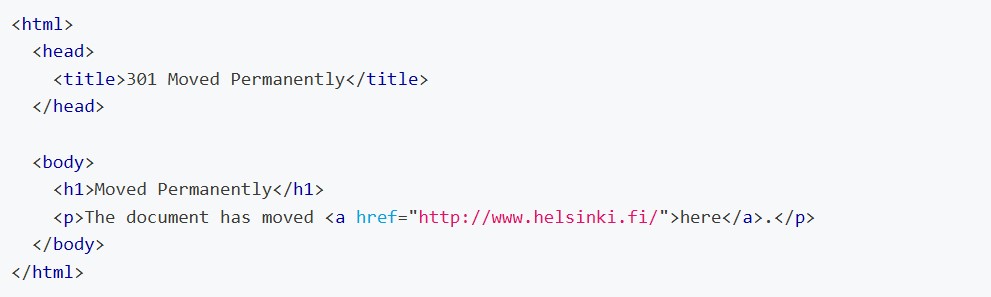 <html>
<head>
<title>301 Moved Permanently</title>
</head>
<body>
<h1>Moved Permanently</h1>
<p>The document has moved <a href="http://www.helsinki.fi/">here</a>.</p>
</body>
</html>